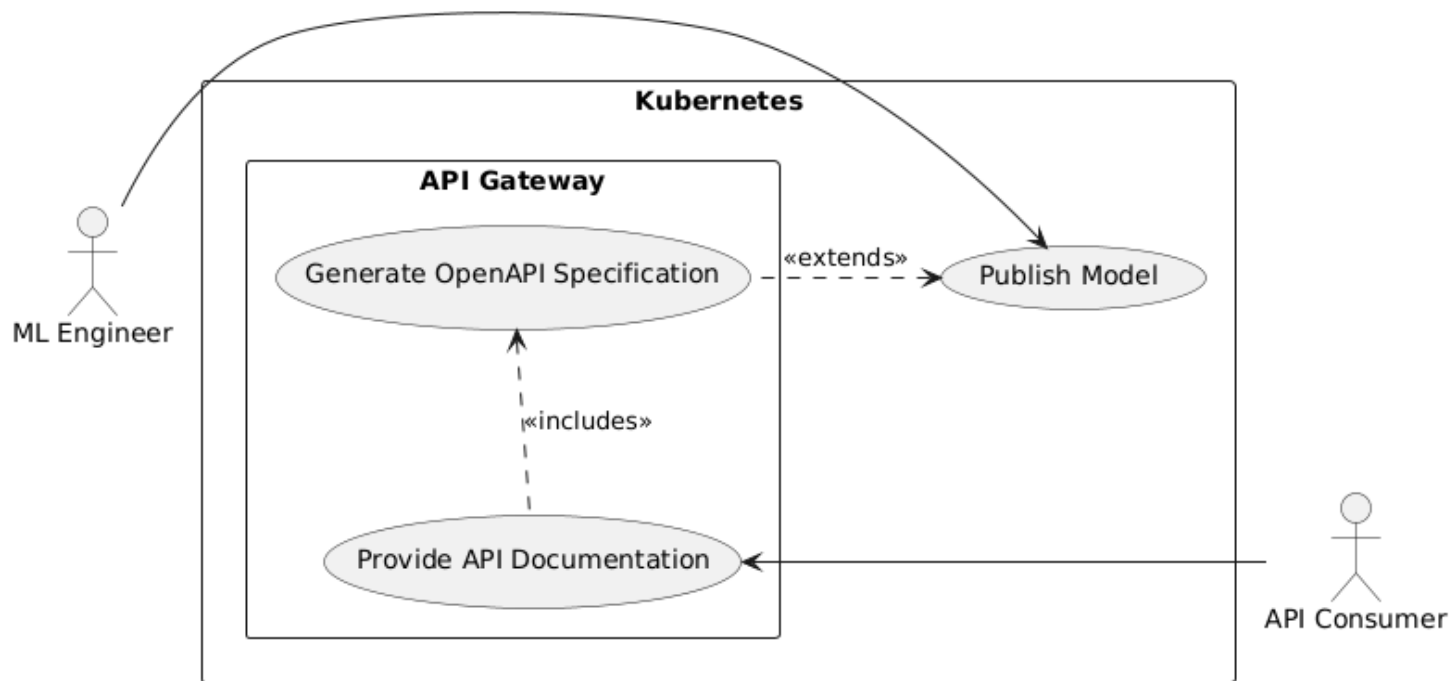 Kubernetes
API Gateway
Generate OpenAPI Specification
«extends»
Publish Model
ML Engineer
«includes»
Provide API Documentation
API Consumer